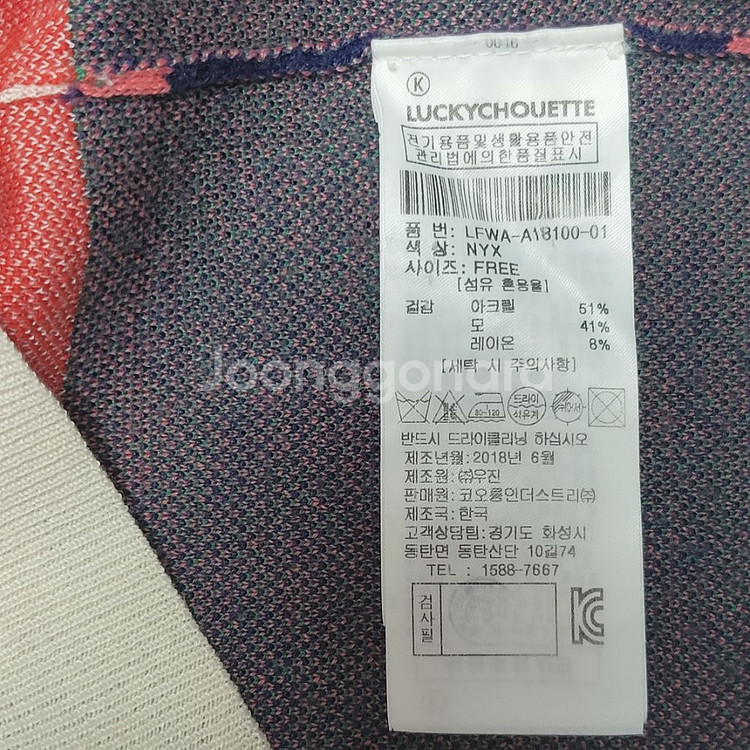 0016
K
LUCKYCHOUETTE
전기용품및생활용품안전
관리법에의한품질표시
품 번: LFWA-A18100-01
색 상: NYX
사이즈: FREE
[섬유 혼용율]
겉감 아크릴 51%
모 41%
레이온 8%
[세탁 시 주의사항]
80-120 드라이 석유계
반드시 드라이클리닝 하십시오
제조년월:2018년 6월
제조원:㈜우진
판매원:코오롱인더스트리㈜
제조국:한국
고객상담팀:경기도 화성시
동탄면 동탄산단 10길74
TEL : 1588-7667
검사필
Joonggonara